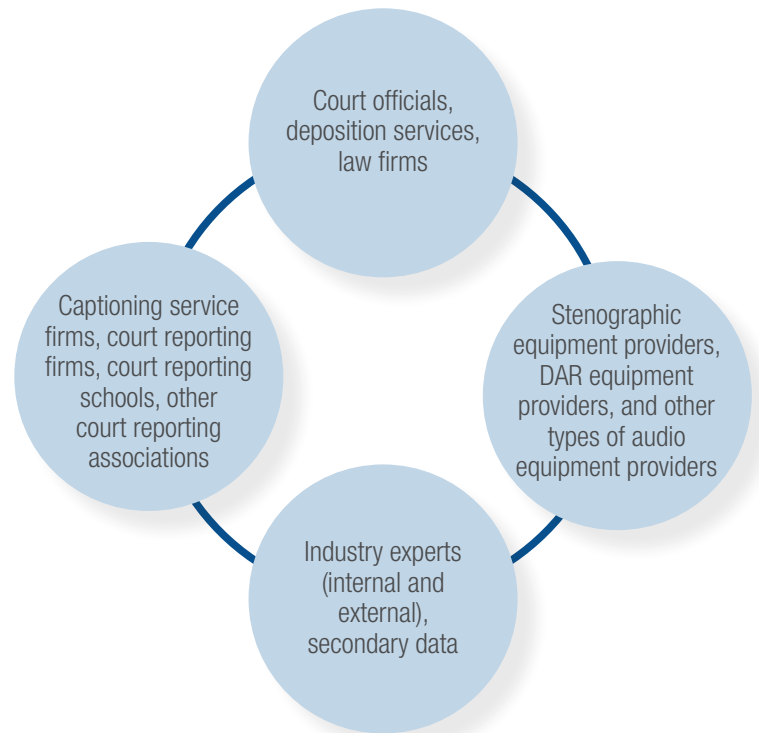 Court officials,
deposition services,
law firms
Captioning service
firms, court reporting
firms, court reporting
schools, other
court reporting
associations
Stenographic
equipment providers,
DAR equipment
providers, and other
types of audio
equipment providers
Industry experts
(internal and
external),
secondary data